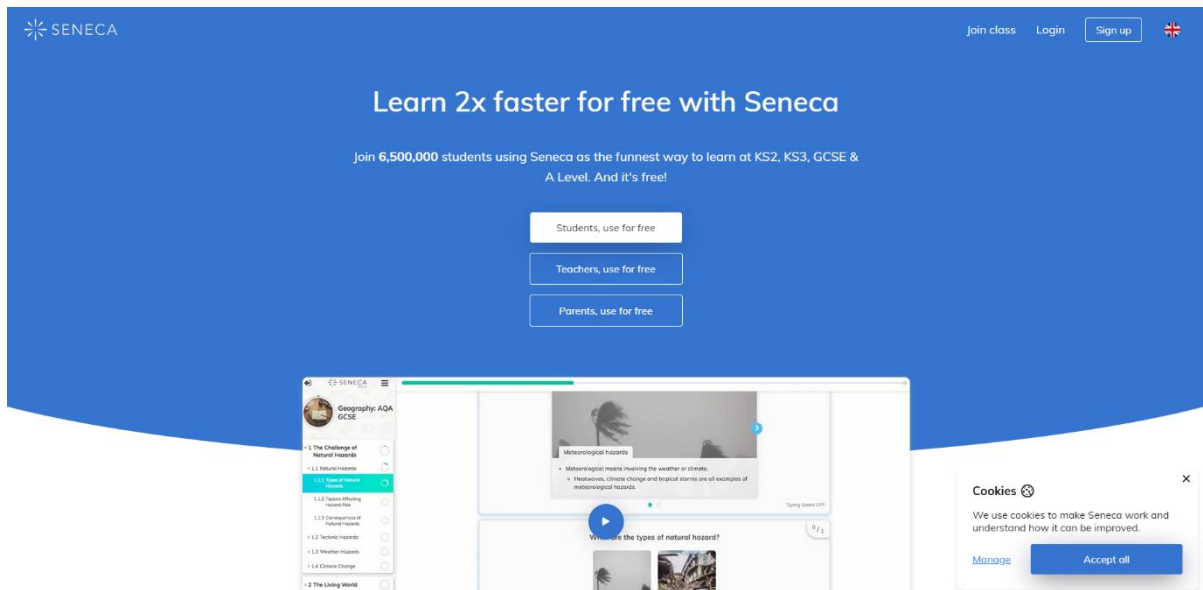 SENECA
Join class
Login
Sign up
Learn 2x faster for free with Seneca
Join 6,500,000 students using Seneca as the funnest way to learn at KS2, KS3, GCSE &
A Level. And it's free!
Students, use for free
Teachers, use for free
Parents, use for free
SENECA
Geography: AQA
GCSE
1 The Challenge of
Natural Hazards
1.1 Natural Hazards
1.1.1 Types of Natural
Hazards
1.1.2 Factors Affecting
Hazard Risk
1.1.3 Consequences of
Natural Hazards
1.2 Tectonic Hazards
1.3 Weather Hazards
1.4 Climate Change
2 The Living World
Meteorological hazards
Meteorological means involving the weather or climate.
Heatwaves, climate change and tropical storms are all examples of
meteorological hazards.
are the types of natural hazard?
0/1
Cookies
We use cookies to make Seneca work and
understand how it can be improved.
Manage
Accept all